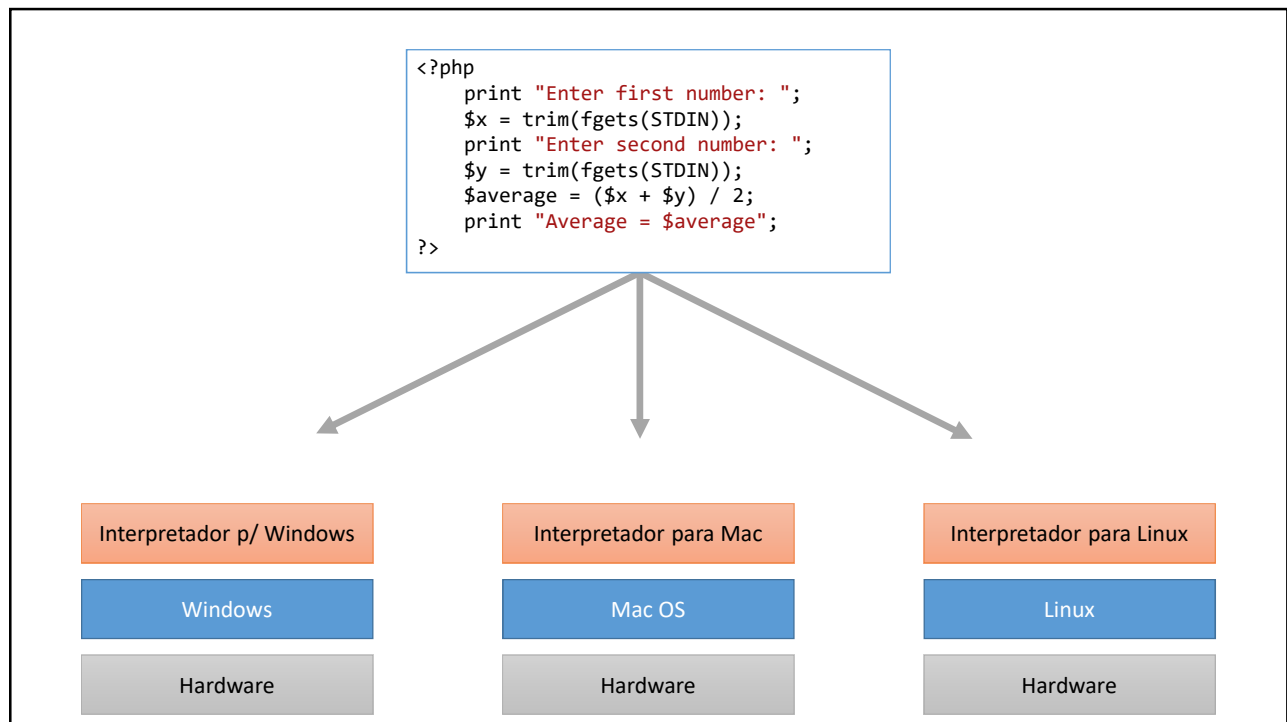 <?php
    print "Enter first number: ";
    $x = trim(fgets(STDIN));
    print "Enter second number: ";
    $y = trim(fgets(STDIN));
    $average = ($x + $y) / 2;
    print "Average = $average";
?>
Interpretador p/ Windows
Interpretador para Mac
Interpretador para Linux
Windows
Mac OS
Linux
Hardware
Hardware
Hardware